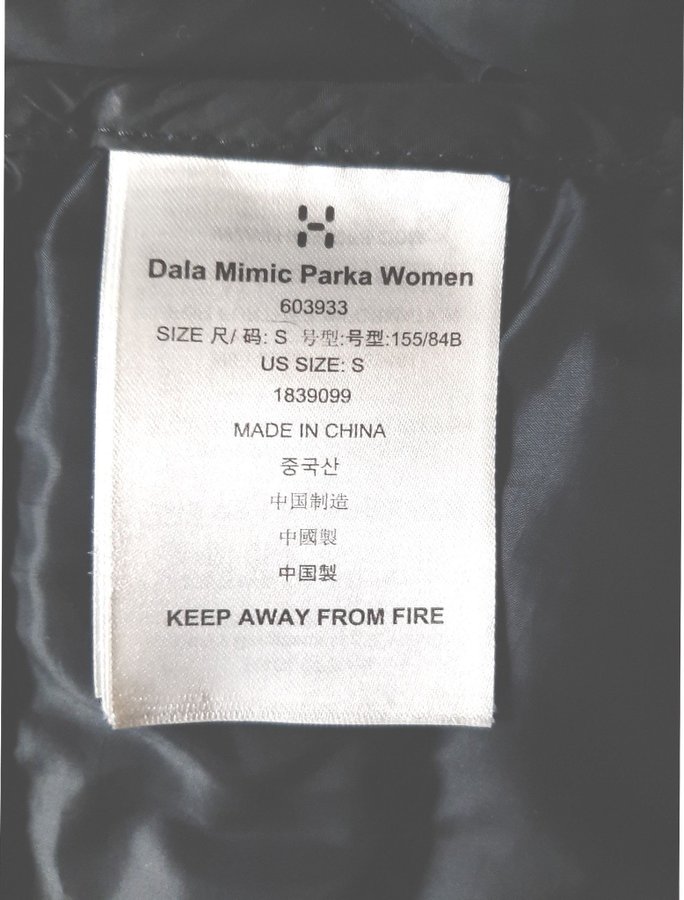 Dala Mimic Parka Women
603933
SIZE 尺/ 码: S 号型:号型:155/84B
US SIZE: S
1839099
MADE IN CHINA
중국산
中国制造
中國製
中国製
KEEP AWAY FROM FIRE